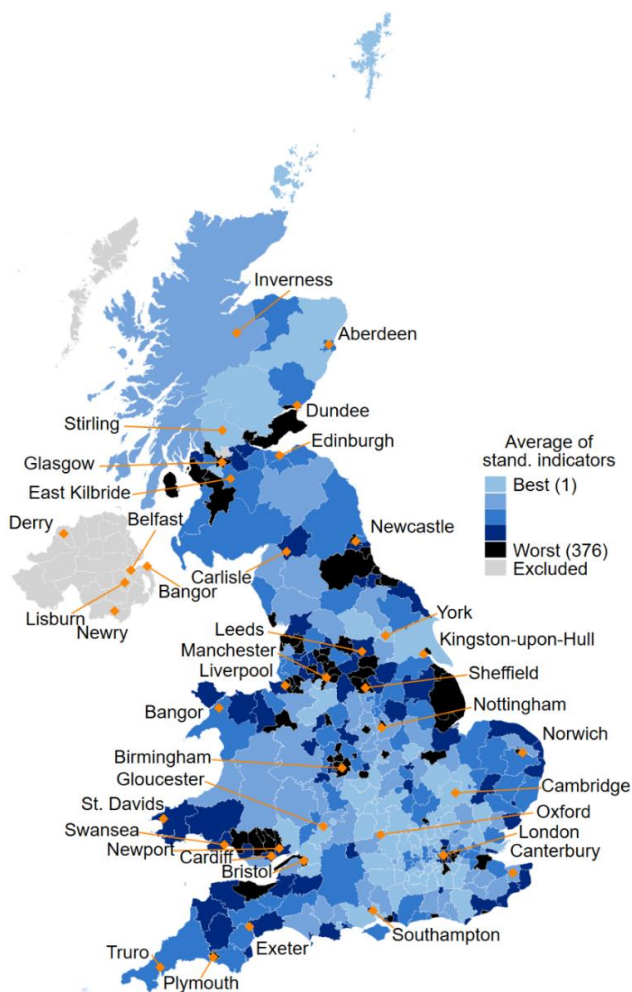 Inverness
Aberdeen
Stirling
Dundee
Edinburgh
Glasgow
East Kilbride
Average of
stand. indicators
Best (1)
Worst (376)
Excluded
Derry
Belfast
Newcastle
Carlisle
Bangor
Lisburn
Newry
York
Leeds
Kingston-upon-Hull
Manchester
Liverpool
Sheffield
Bangor
Nottingham
Norwich
Birmingham
Gloucester
Cambridge
St. Davids
Oxford
Swansea
London
Newport
Canterbury
Cardiff
Bristol
Southampton
Exeter
Truro
Plymouth